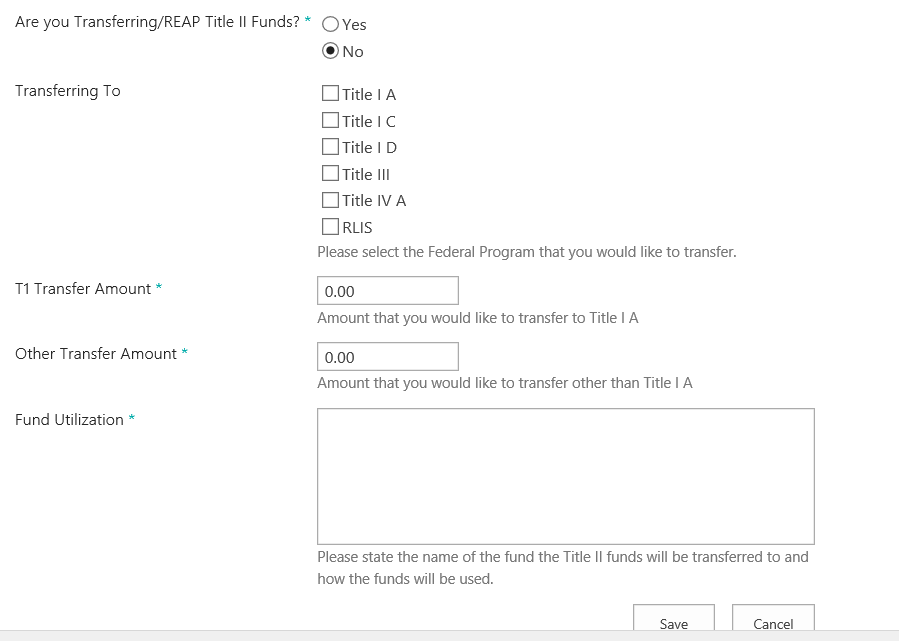 Are you Transferring/REAP Title II Funds? *
Yes
No
Transferring To
Title I A
Title I C
Title I D
Title III
Title IV A
RLIS
Please select the Federal Program that you would like to transfer.
T1 Transfer Amount *
0.00
Amount that you would like to transfer to Title I A
Other Transfer Amount *
0.00
Amount that you would like to transfer other than Title I A
Fund Utilization *
Please state the name of the fund the Title II funds will be transferred to and
how the funds will be used.
Save Cancel